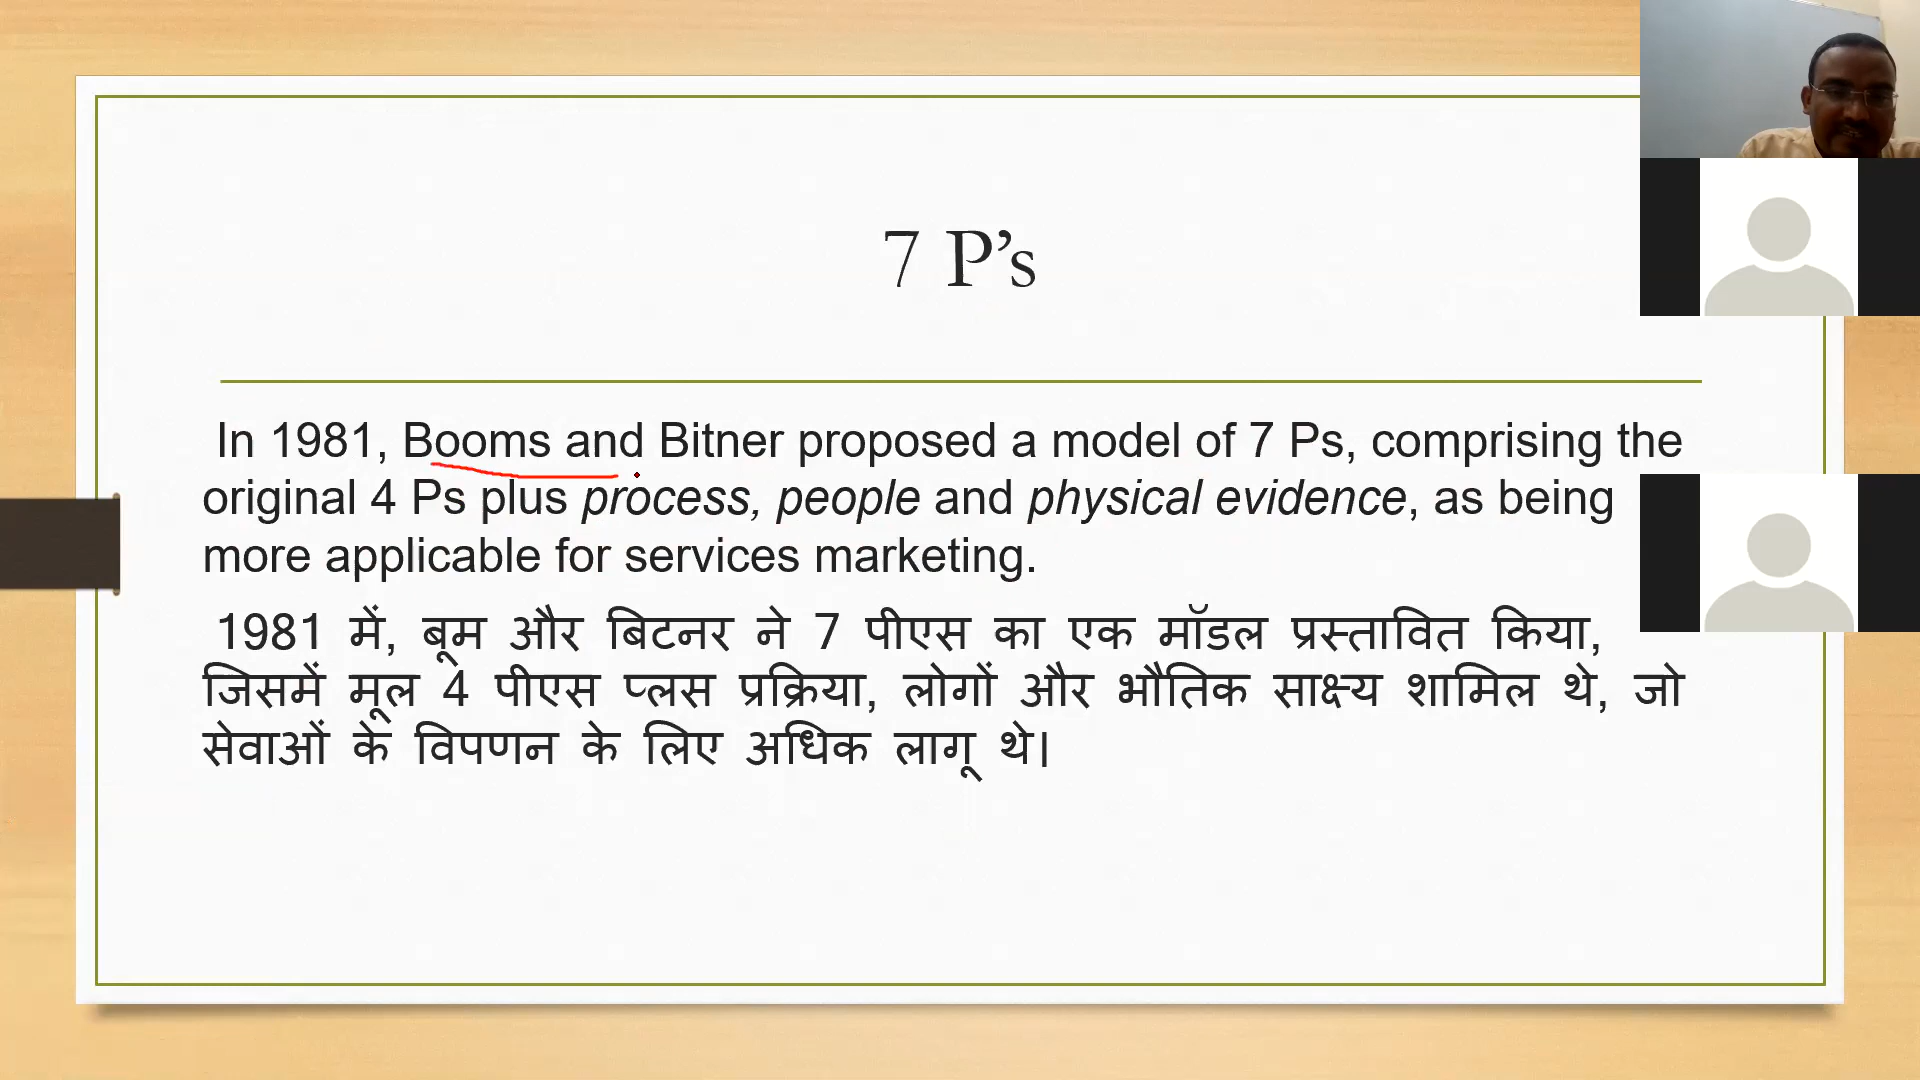 7 P’s
In 1981, Booms and Bitner proposed a model of 7 Ps, comprising the
original 4 Ps plus process, people and physical evidence, as being
more applicable for services marketing.
1981 में, बूम और बिटनर ने 7 पीएस का एक मॉडल प्रस्तावित किया,
जिसमें मूल 4 पीएस प्लस प्रक्रिया, लोगों और भौतिक साक्ष्य शामिल थे, जो
सेवाओं के विपणन के लिए अधिक लागू थे।